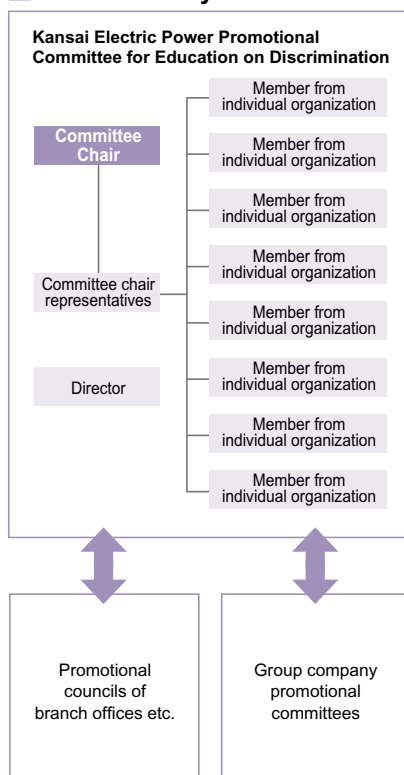 Kansai Electric Power Promotional
Committee for Education on Discrimination
Committee
Chair
Committee chair
representatives
Director
Member from
individual organization
Member from
individual organization
Member from
individual organization
Member from
individual organization
Member from
individual organization
Member from
individual organization
Member from
individual organization
Member from
individual organization
Promotional
councils of
branch offices etc.
Group company
promotional
committees